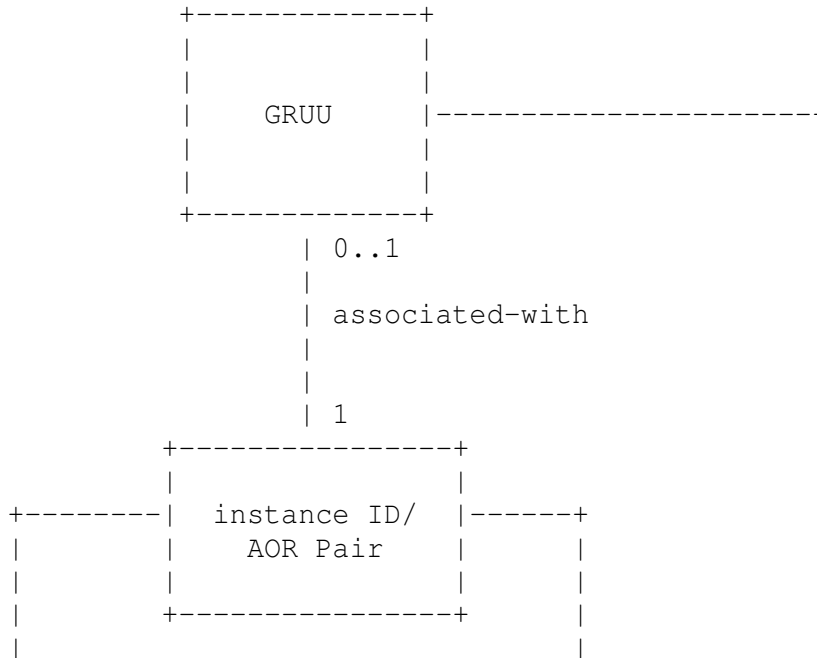 GRUU
0..1
associated-with
1
instance ID/
AOR Pair